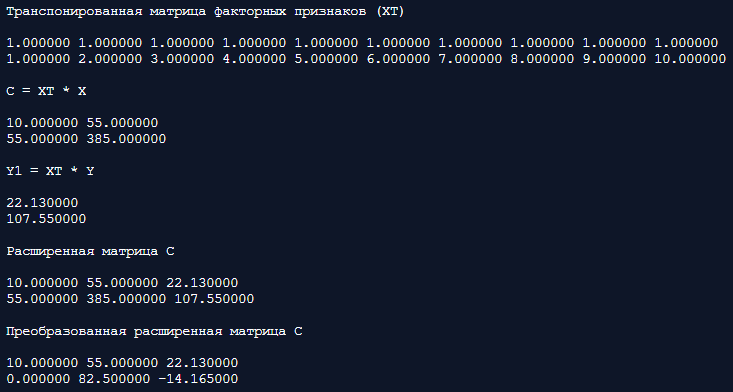 Транспонированная матрица факторных признаков (XT)
1.000000 1.000000 1.000000 1.000000 1.000000 1.000000 1.000000 1.000000 1.000000 1.000000
1.000000 2.000000 3.000000 4.000000 5.000000 6.000000 7.000000 8.000000 9.000000 10.000000
C = XT * X
10.000000 55.000000
55.000000 385.000000
Y1 = XT * Y
22.130000
107.550000
Расширенная матрица C
10.000000 55.000000 22.130000
55.000000 385.000000 107.550000
Преобразованная расширенная матрица C
10.000000 55.000000 22.130000
0.000000 82.500000 -14.165000